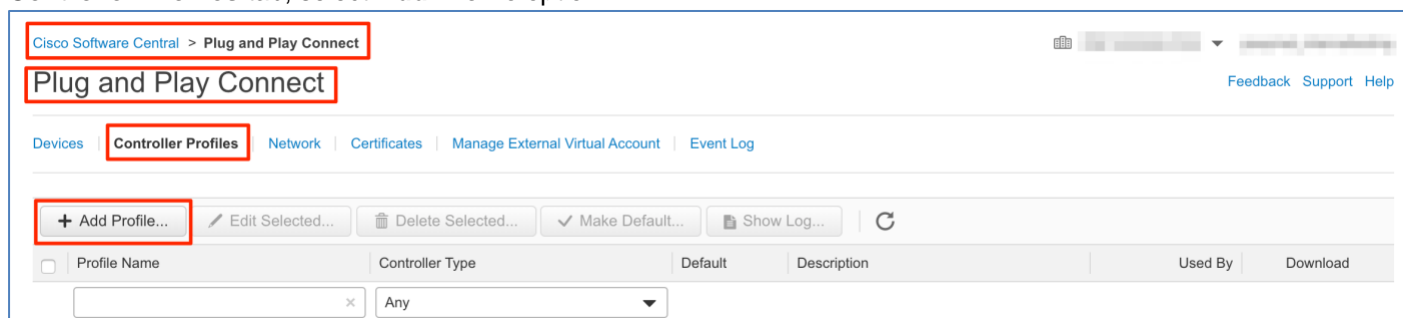 Cisco Software Central > Plug and Play Connect
Plug and Play Connect
Feedback Support Help
Devices Controller Profiles Network Certificates Manage External Virtual Account Event Log
+ Add Profile... Edit Selected... Delete Selected... Make Default... Show Log...
Profile Name Controller Type Default Description Used By Download
× Any